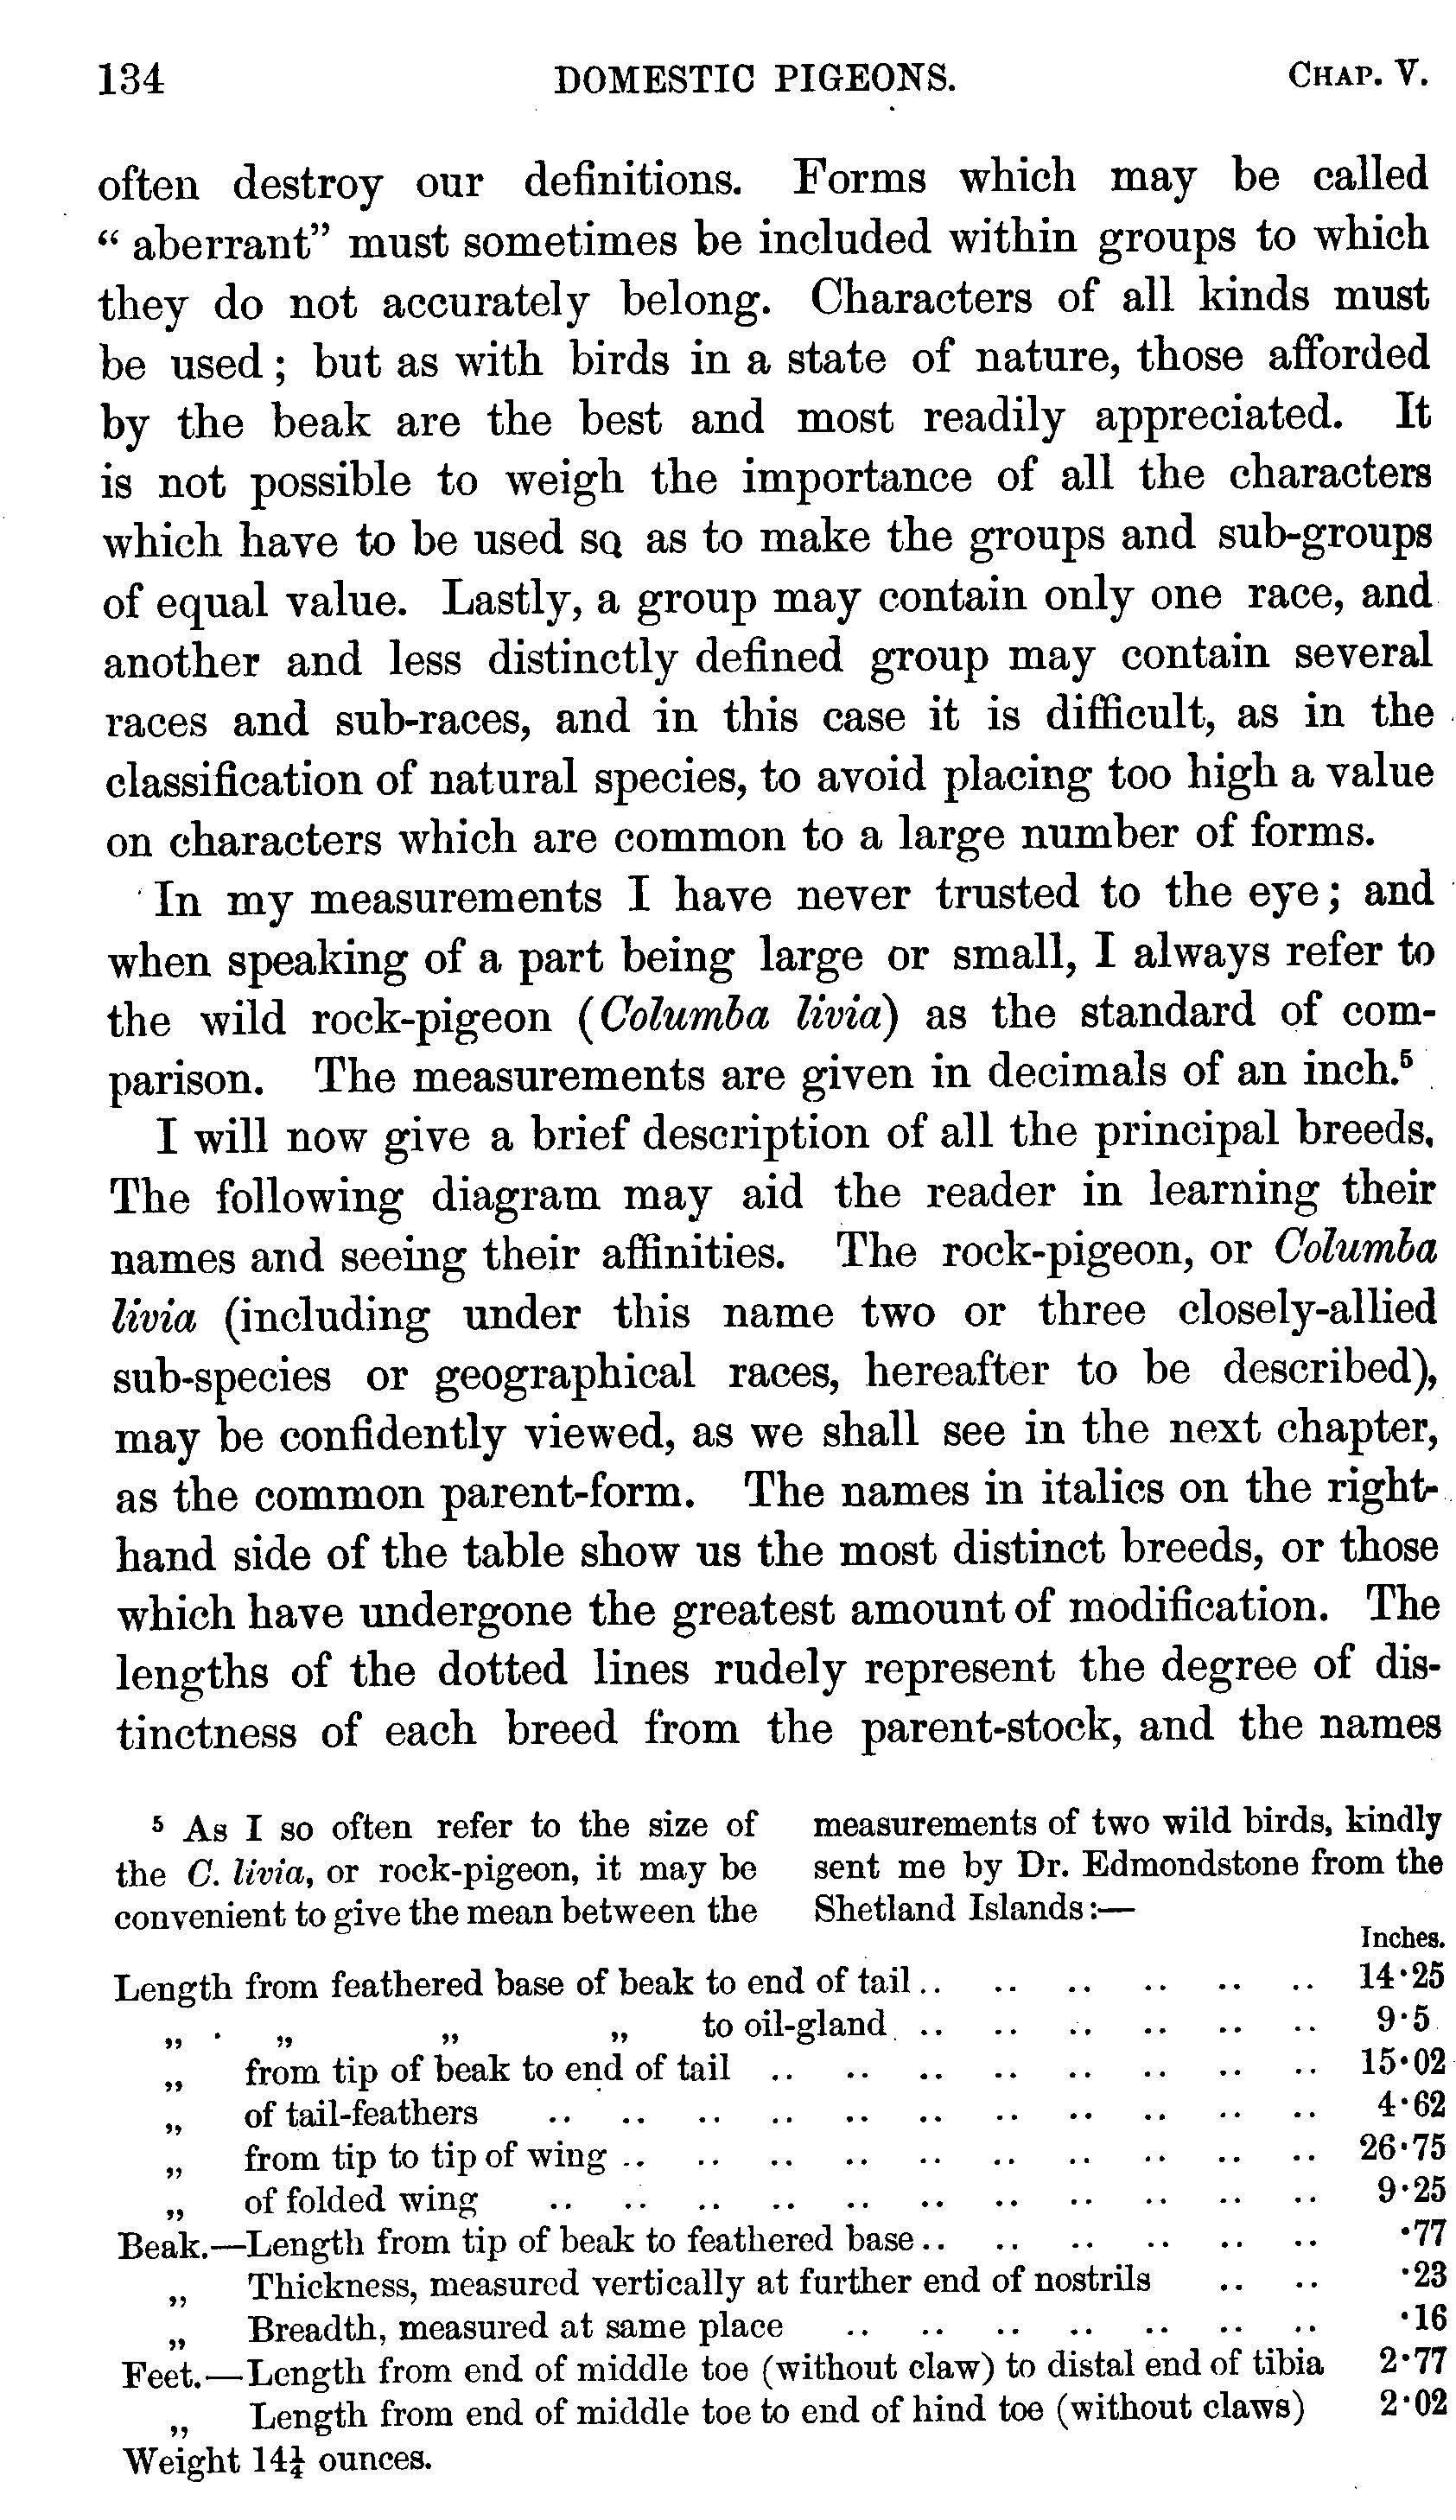 134 DOMESTIC PIGEONS. CHAP. V.
often destroy our definitions. Forms which may be called
“ aberrant” must sometimes be included within groups to which
they do not accurately belong. Characters of all kinds must
be used; but as with birds in a state of nature, those afforded
by the beak are the best and most readily appreciated. It
is not possible to weigh the importance of all the characters
which have to be used so as to make the groups and sub-groups
of equal value. Lastly, a group may contain only one race, and
another and less distinctly defined group may contain several
races and sub-races, and in this case it is difficult, as in the
classification of natural species, to avoid placing too high a value
on characters which are common to a large number of forms.
In my measurements I have never trusted to the eye; and
when speaking of a part being large or small, I always refer to
the wild rock-pigeon (Columba livia) as the standard of com-
parison. The measurements are given in decimals of an inch.⁵
I will now give a brief description of all the principal breeds.
The following diagram may aid the reader in learning their
names and seeing their affinities. The rock-pigeon, or Columba
livia (including under this name two or three closely-allied
sub-species or geographical races, hereafter to be described),
may be confidently viewed, as we shall see in the next chapter,
as the common parent-form. The names in italics on the right-
hand side of the table show us the most distinct breeds, or those
which have undergone the greatest amount of modification. The
lengths of the dotted lines rudely represent the degree of dis-
tinctness of each breed from the parent-stock, and the names
⁵ As I so often refer to the size of
the C. livia, or rock-pigeon, it may be
convenient to give the mean between the
measurements of two wild birds, kindly
sent me by Dr. Edmondstone from the
Shetland Islands:—
Inches.
Length from feathered base of beak to end of tail .. .. .. .. .. .. 14·25
„ „ „ „ to oil-gland .. .. .. .. .. .. 9·5
„ from tip of beak to end of tail .. .. .. .. .. .. .. .. 15·02
„ of tail-feathers .. .. .. .. .. .. .. .. .. .. .. 4·62
„ from tip to tip of wing .. .. .. .. .. .. .. .. .. .. 26·75
„ of folded wing .. .. .. .. .. .. .. .. .. .. .. 9·25
Beak.—Length from tip of beak to feathered base .. .. .. .. .. .. ·77
„ Thickness, measured vertically at further end of nostrils .. .. ·23
„ Breadth, measured at same place .. .. .. .. .. .. .. ·16
Feet.—Length from end of middle toe (without claw) to distal end of tibia 2·77
„ Length from end of middle toe to end of hind toe (without claws) 2·02
Weight 14¼ ounces.